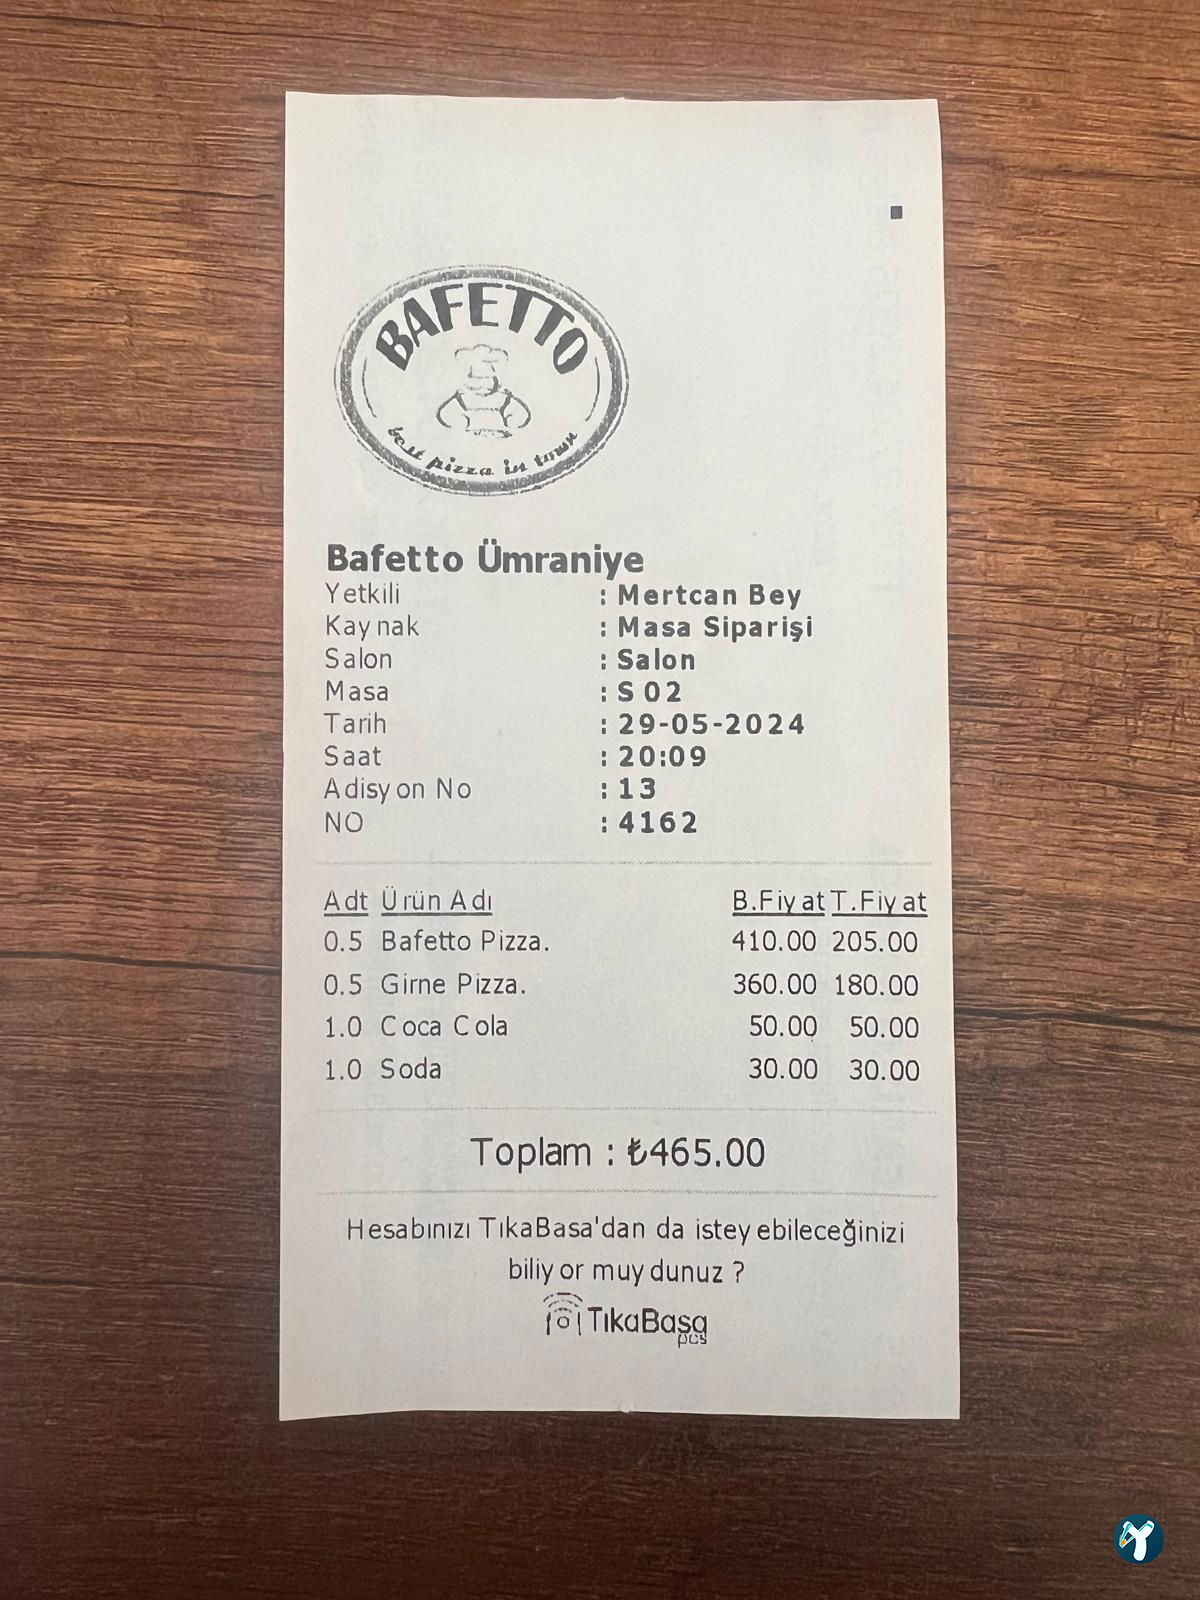 BAFETTO
best pizza in town
Bafetto Ümraniye
Yetkili : Mertcan Bey
Kaynak : Masa Siparişi
Salon : Salon
Masa : S 02
Tarih : 29-05-2024
Saat : 20:09
Adisyon No : 13
NO : 4162
Adt Ürün Adı B.Fiyat T.Fiyat
0.5 Bafetto Pizza. 410.00 205.00
0.5 Girne Pizza. 360.00 180.00
1.0 Coca Cola 50.00 50.00
1.0 Soda 30.00 30.00
Toplam : ₺465.00
Hesabınızı TıkaBasa'dan da isteyebileceğinizi
biliyor muydunuz ?
TıkaBasa
pos